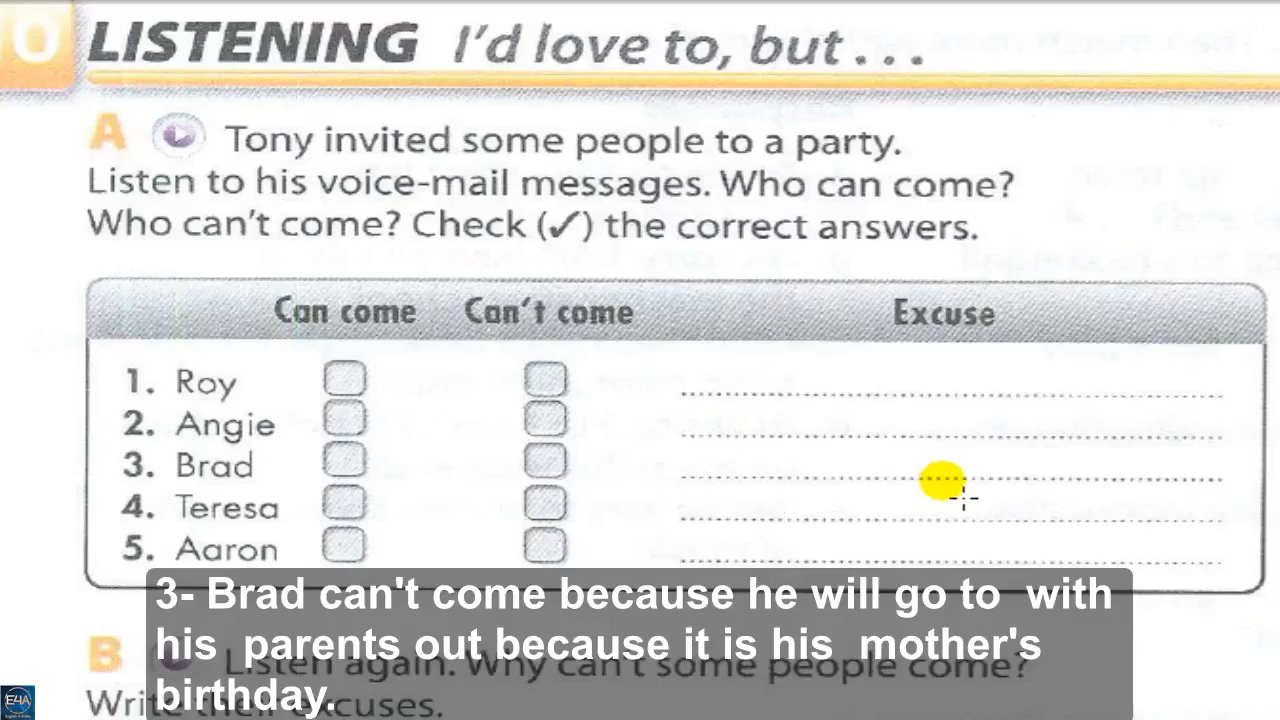 LISTENING I'd love to, but...
A Tony invited some people to a party.
Listen to his voice-mail messages. Who can come?
Who can't come? Check (✓) the correct answers.
Can come Can't come Excuse
1. Roy
2. Angie
3. Brad
4. Teresa
5. Aaron
3- Brad can't come because he will go to with
his parents out because it is his mother's
birthday.
B Listen again. Why can't some people come?
Write their excuses.
E4A